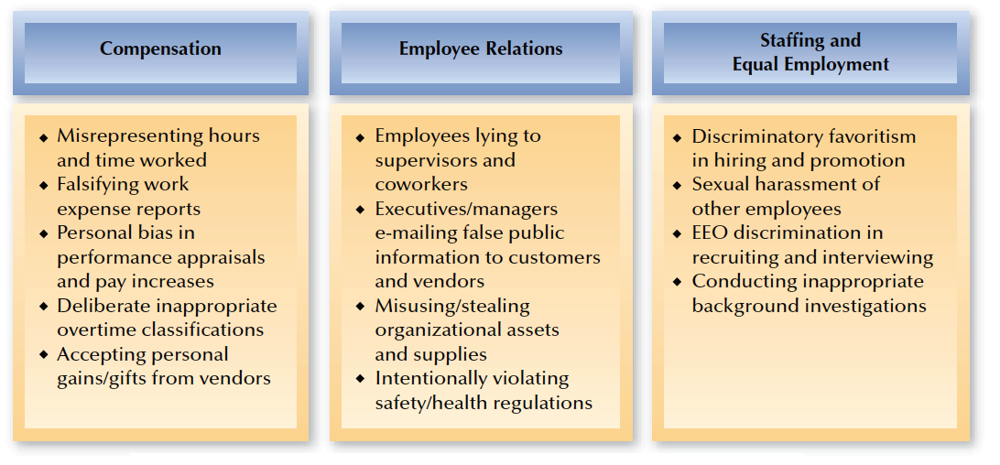 Compensation
◆ Misrepresenting hours
and time worked
◆ Falsifying work
expense reports
◆ Personal bias in
performance appraisals
and pay increases
◆ Deliberate inappropriate
overtime classifications
◆ Accepting personal
gains/gifts from vendors
Employee Relations
◆ Employees lying to
supervisors and
coworkers
◆ Executives/managers
e-mailing false public
information to customers
and vendors
◆ Misusing/stealing
organizational assets
and supplies
◆ Intentionally violating
safety/health regulations
Staffing and
Equal Employment
◆ Discriminatory favoritism
in hiring and promotion
◆ Sexual harassment of
other employees
◆ EEO discrimination in
recruiting and interviewing
◆ Conducting inappropriate
background investigations